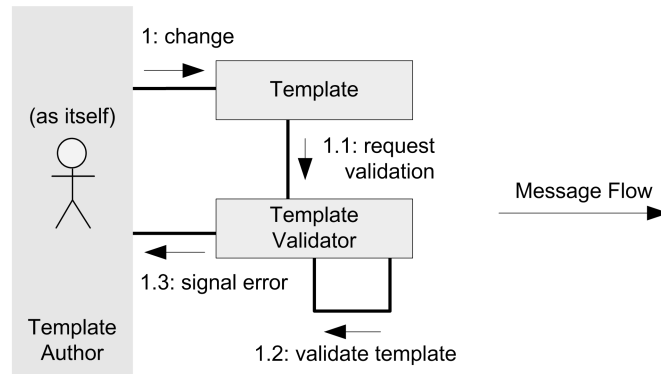 1: change
Template
(as itself)
1.1: request
validation
Message Flow
Template
Validator
1.3: signal error
Template
Author
1.2: validate template